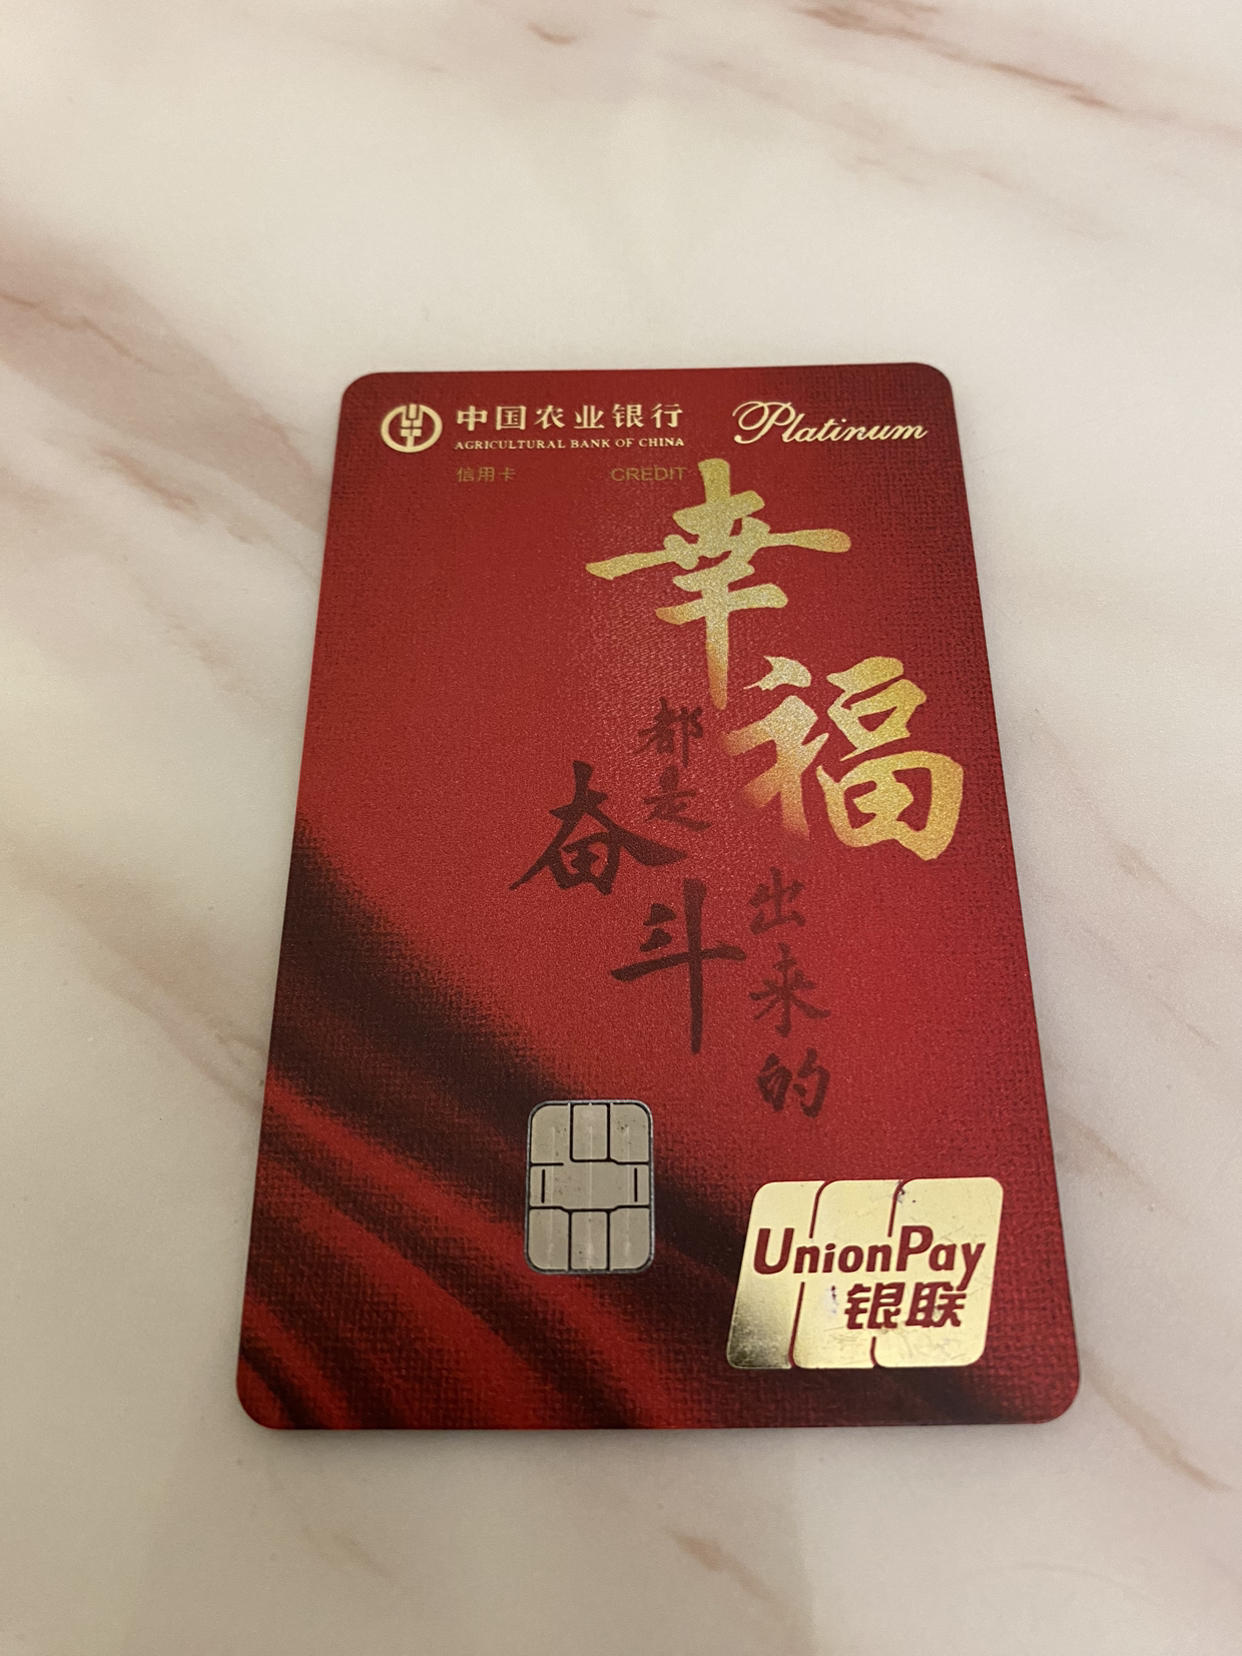 中国农业银行 Platinum
AGRICULTURAL BANK OF CHINA
信用卡 CREDIT
幸福
都是
奋斗
出来的
UnionPay
银联